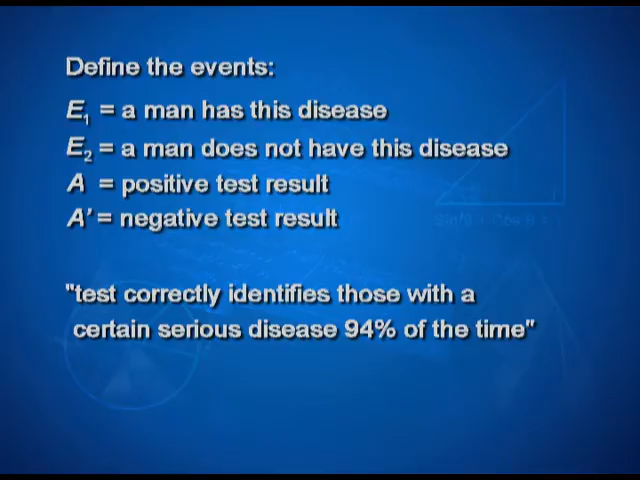 Define the events:
E₁ = a man has this disease
E₂ = a man does not have this disease
A = positive test result
A' = negative test result
"test correctly identifies those with a
certain serious disease 94% of the time"